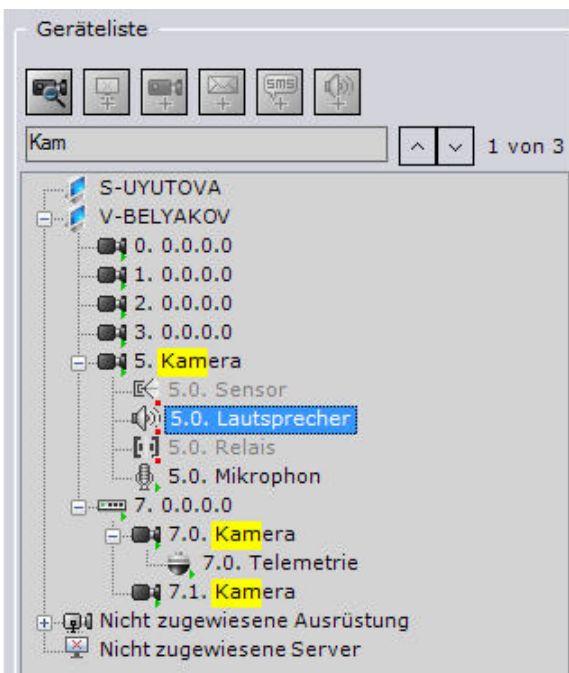 Geräteliste
sms
Kam
1 von 3
S-UYUTOVA
V-BELYAKOV
0. 0.0.0.0
1. 0.0.0.0
2. 0.0.0.0
3. 0.0.0.0
5. Kamera
5.0. Sensor
5.0. Lautsprecher
5.0. Relais
5.0. Mikrophon
7. 0.0.0.0
7.0. Kamera
7.0. Telemetrie
7.1. Kamera
Nicht zugewiesene Ausrüstung
Nicht zugewiesene Server